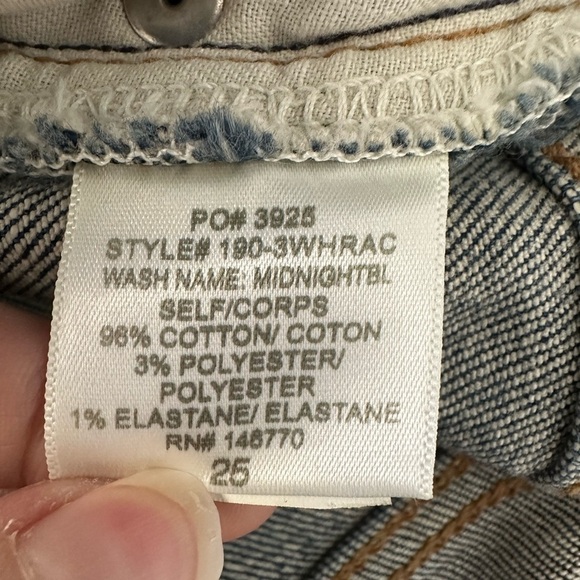 PO# 3925
STYLE# 190-3WHRAC
WASH NAME: MIDNIGHTBL
SELF/CORPS
96% COTTON/ COTON
3% POLYESTER/
POLYESTER
1% ELASTANE/ ELASTANE
RN# 146770
25